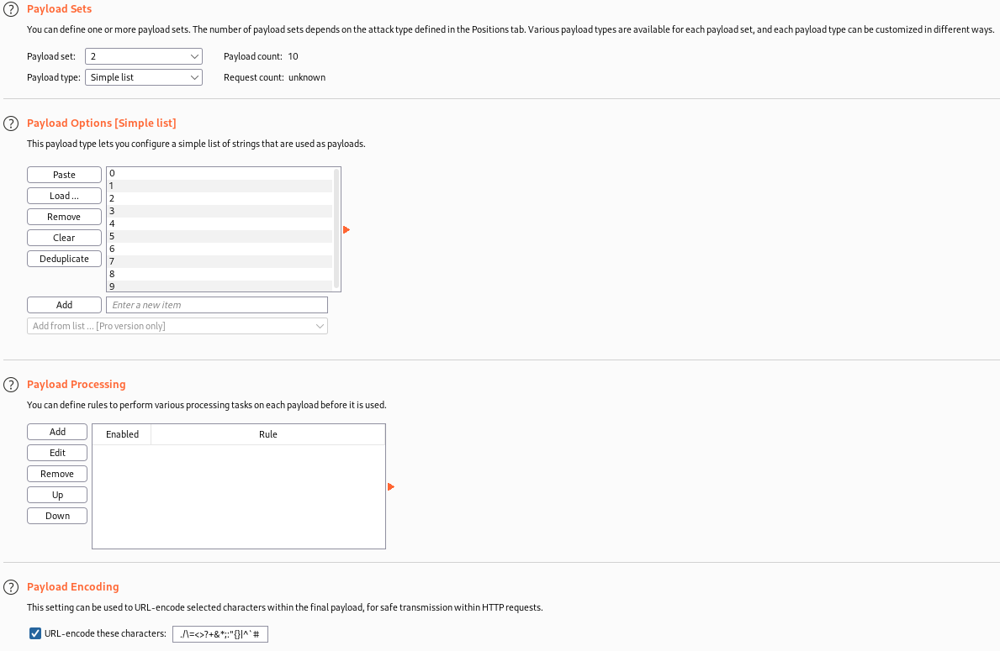 ? Payload Sets
You can define one or more payload sets. The number of payload sets depends on the attack type defined in the Positions tab. Various payload types are available for each payload set, and each payload type can be customized in different ways.
Payload set: 2 Payload count: 10
Payload type: Simple list Request count: unknown
? Payload Options [Simple list]
This payload type lets you configure a simple list of strings that are used as payloads.
Paste
Load ...
Remove
Clear
Deduplicate
0
1
2
3
4
5
6
7
8
9
Add Enter a new item
Add from list ... [Pro version only]
? Payload Processing
You can define rules to perform various processing tasks on each payload before it is used.
Add
Edit
Remove
Up
Down
Enabled Rule
? Payload Encoding
This setting can be used to URL-encode selected characters within the final payload, for safe transmission within HTTP requests.
URL-encode these characters: ./\=<>?+&*;:"{}|^`#